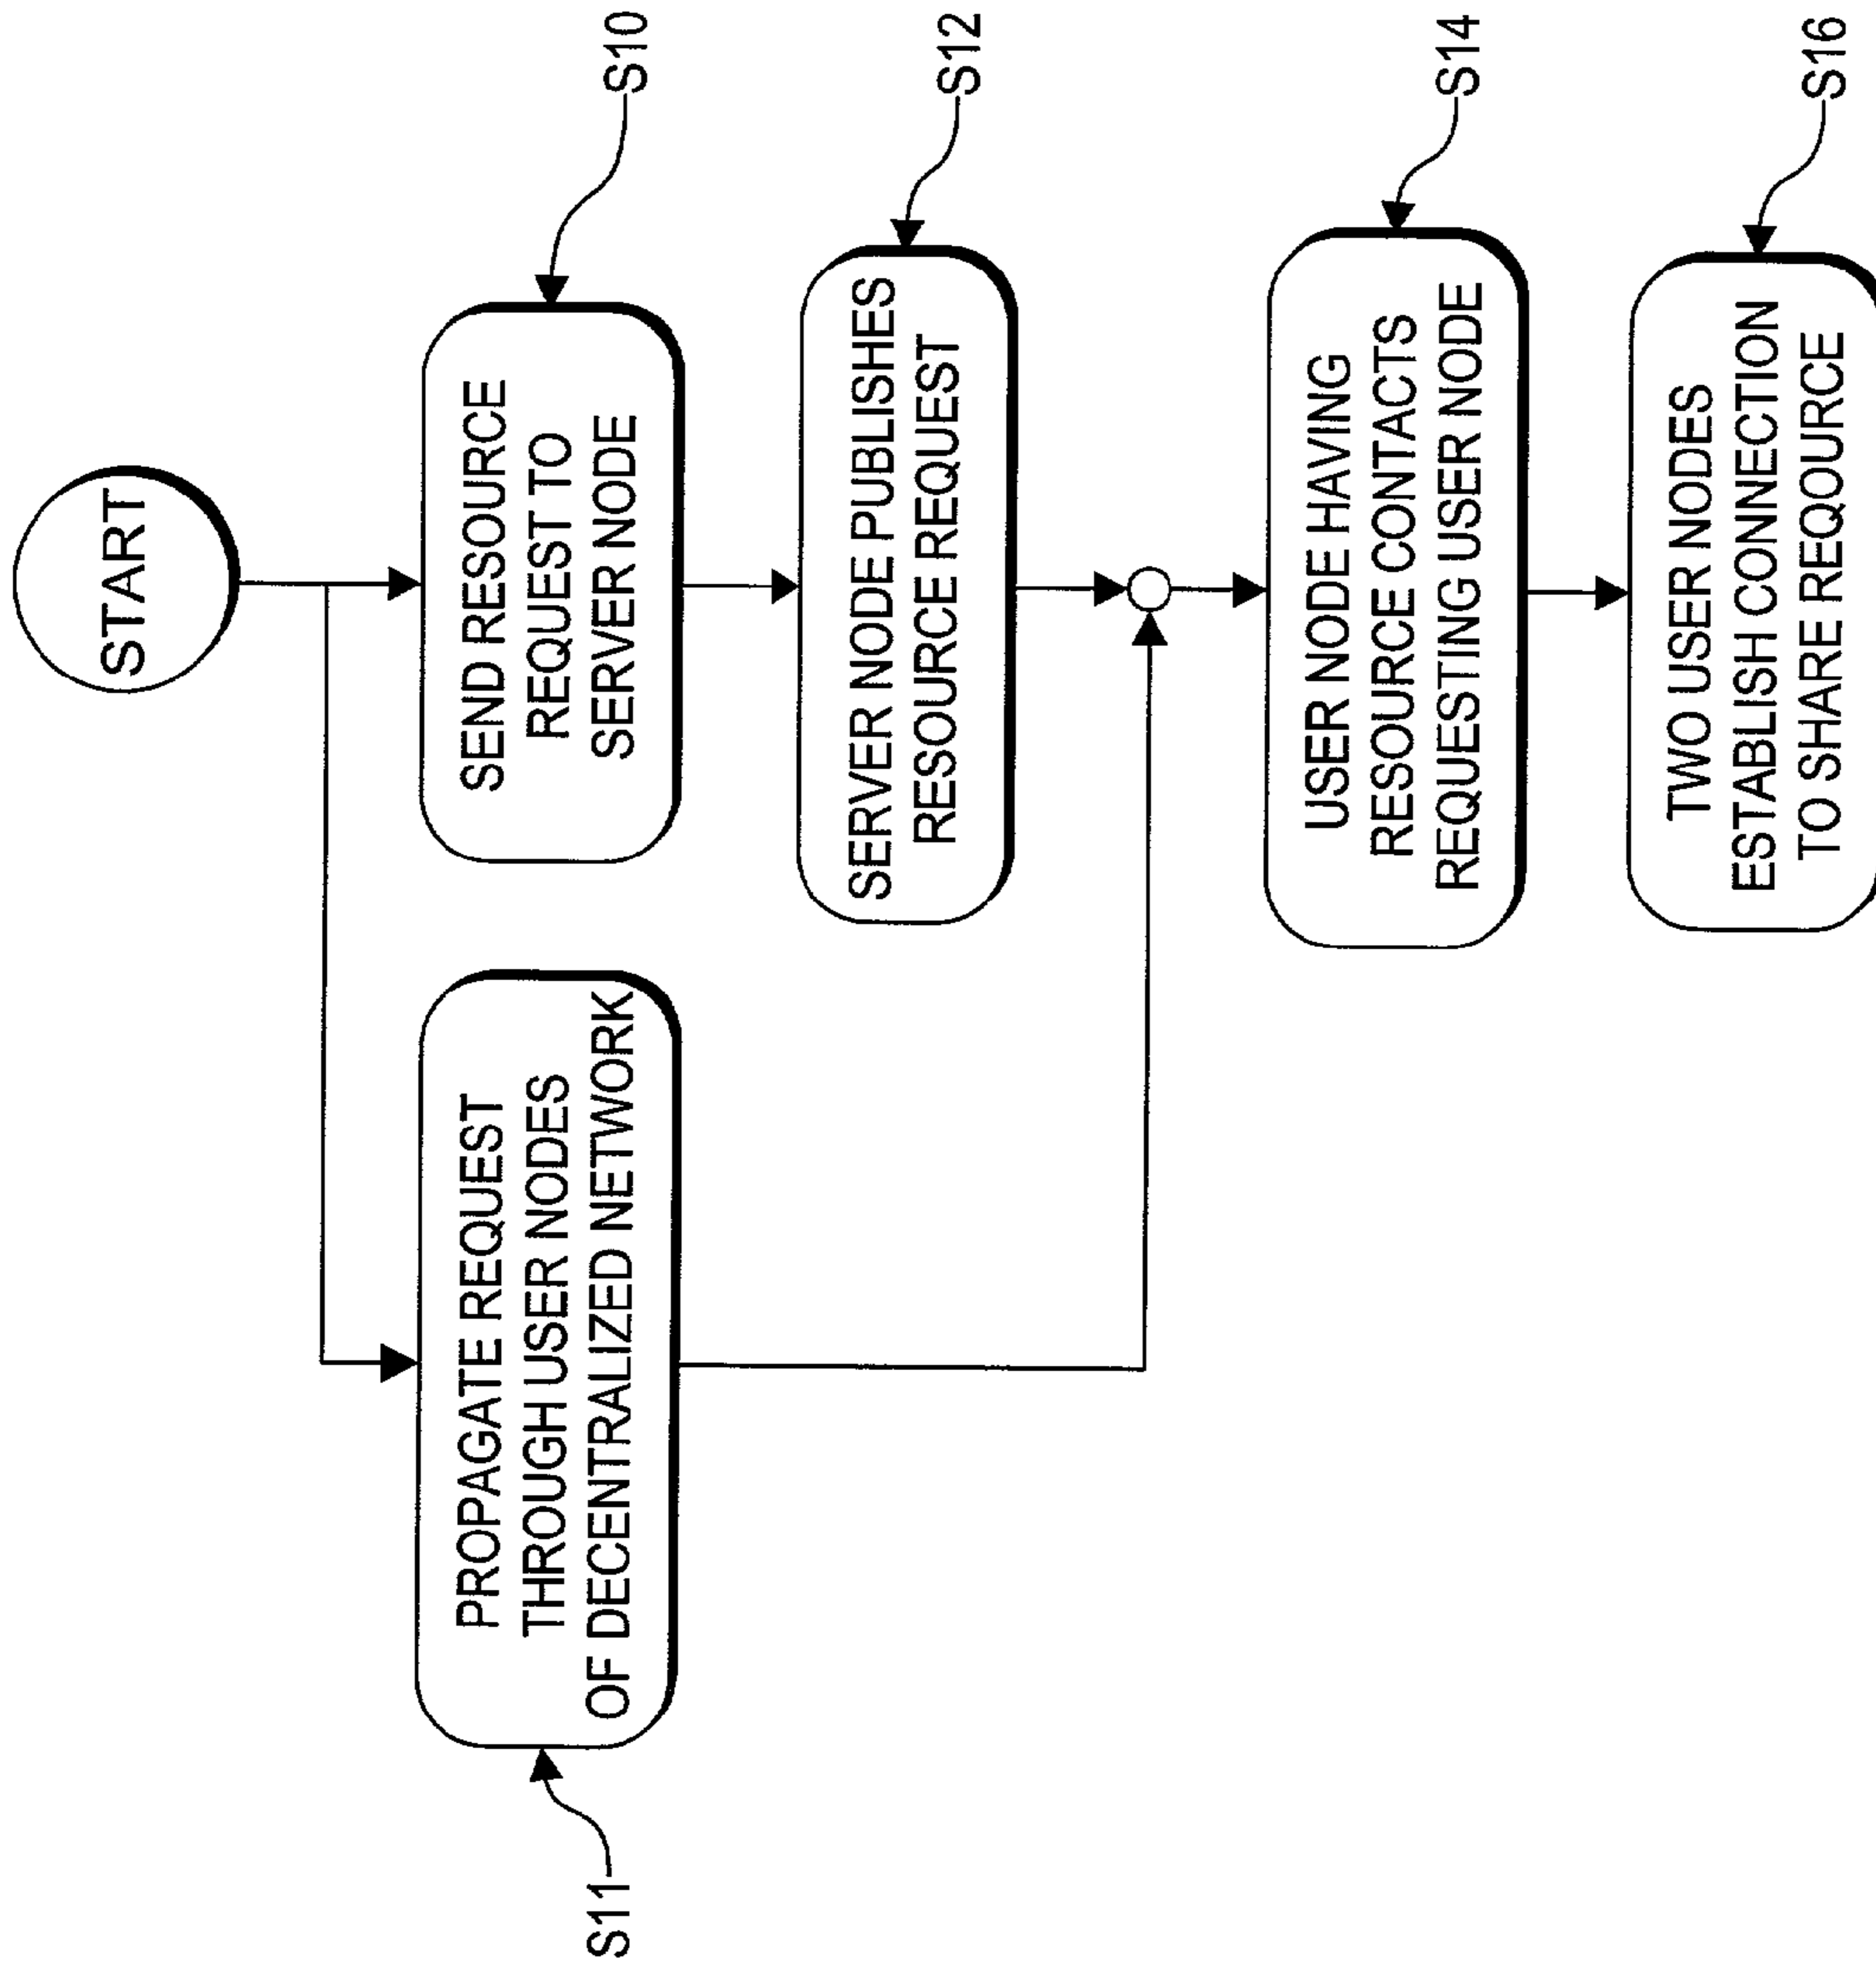 START
SEND RESOURCE
REQUEST TO
SERVER NODE
S10
PROPAGATE REQUEST
THROUGH USER NODES
OF DECENTRALIZED NETWORK
S11
SERVER NODE PUBLISHES
RESOURCE REQUEST
S12
USER NODE HAVING
RESOURCE CONTACTS
REQUESTING USER NODE
S14
TWO USER NODES
ESTABLISH CONNECTION
TO SHARE REQOURCE
S16